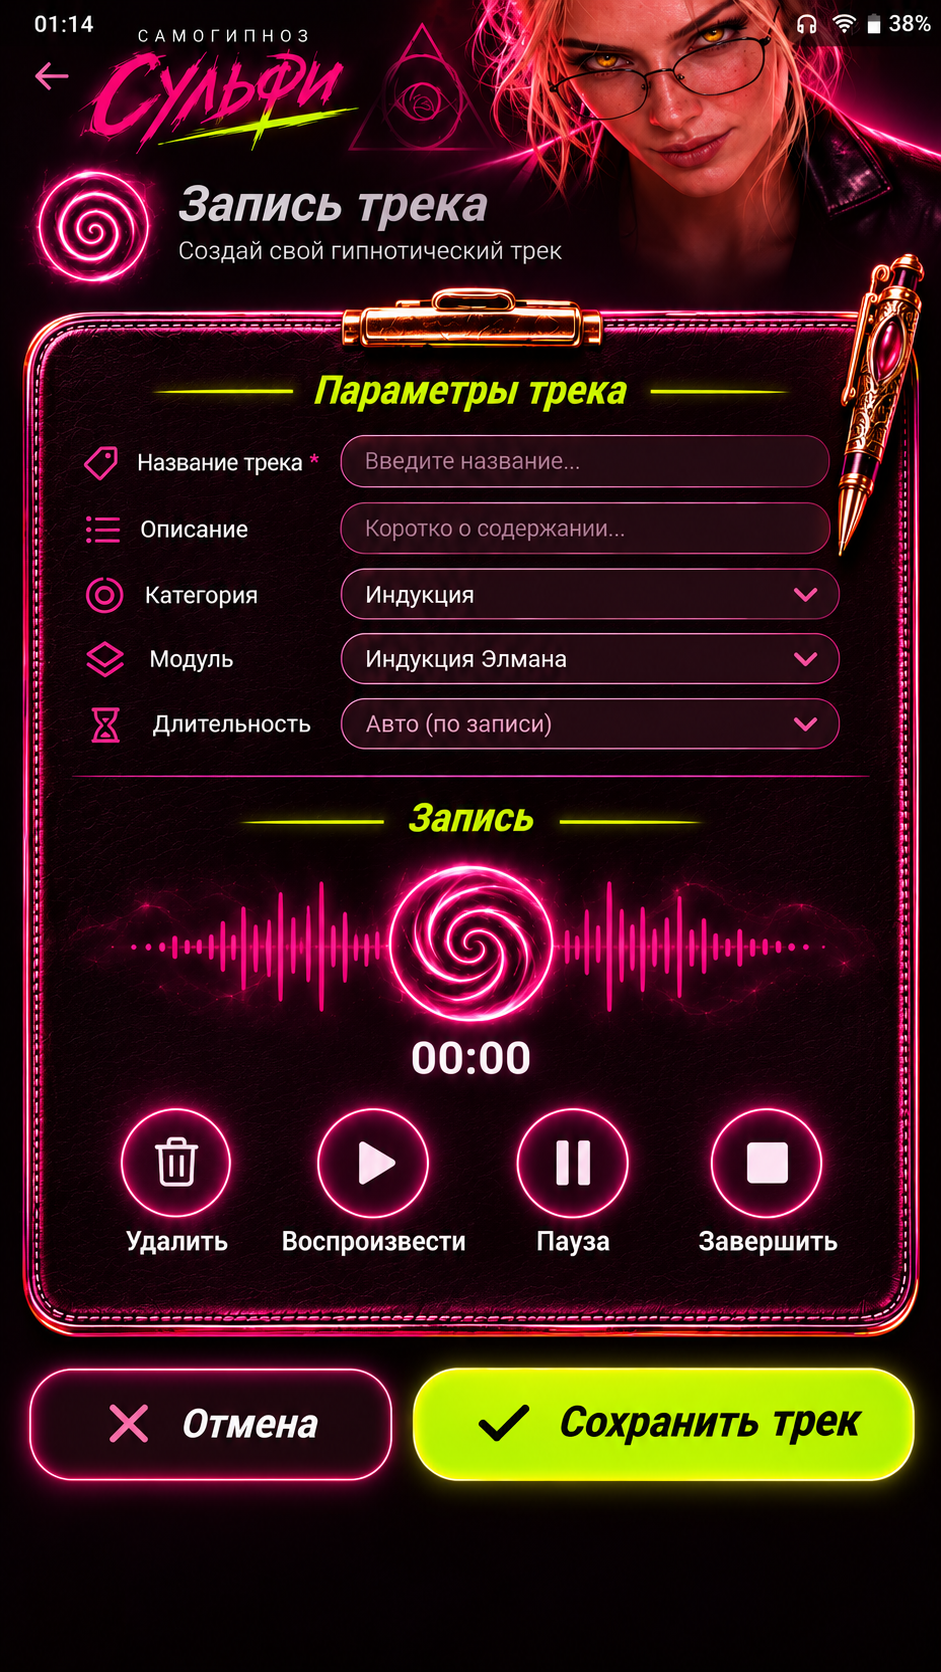 01:14
38%
САМОГИПНОЗ
Сульфи
Запись трека
Создай свой гипнотический трек
Параметры трека
Название трека *
Введите название...
Описание
Коротко о содержании...
Категория
Индукция
Модуль
Индукция Элмана
Длительность
Авто (по записи)
Запись
00:00
Удалить
Воспроизвести
Пауза
Завершить
Отмена
Сохранить трек